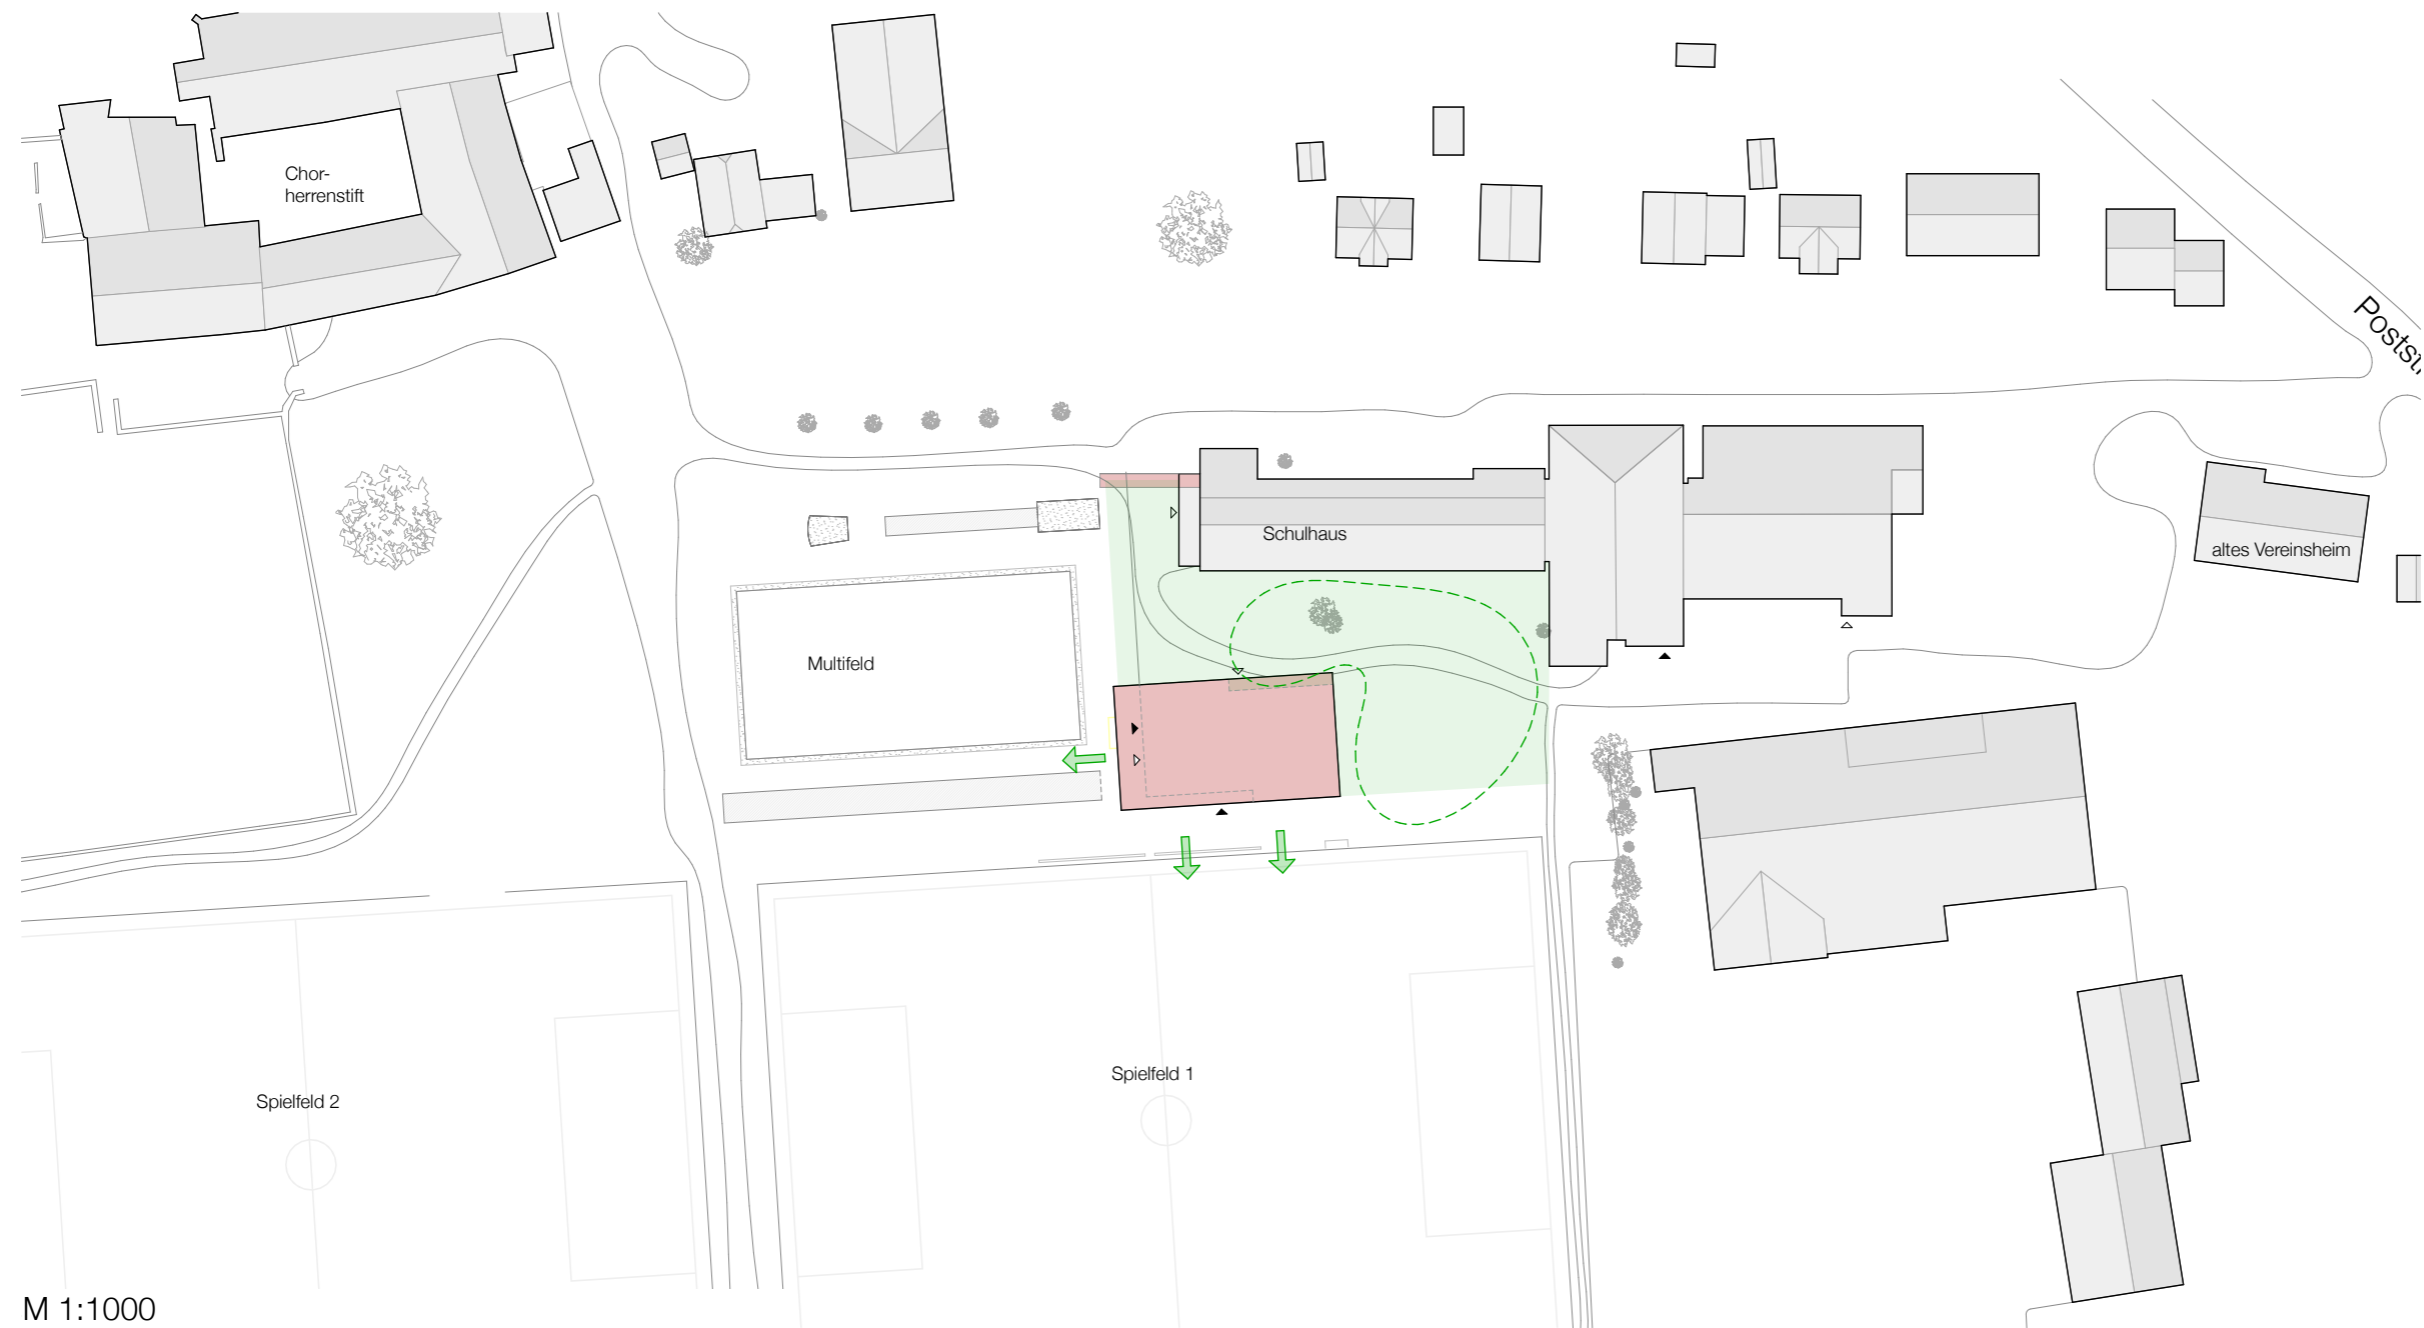 Chor-
herrenstift
Schulhaus
altes Vereinsheim
Multifeld
Spielfeld 1
Spielfeld 2
M 1:1000